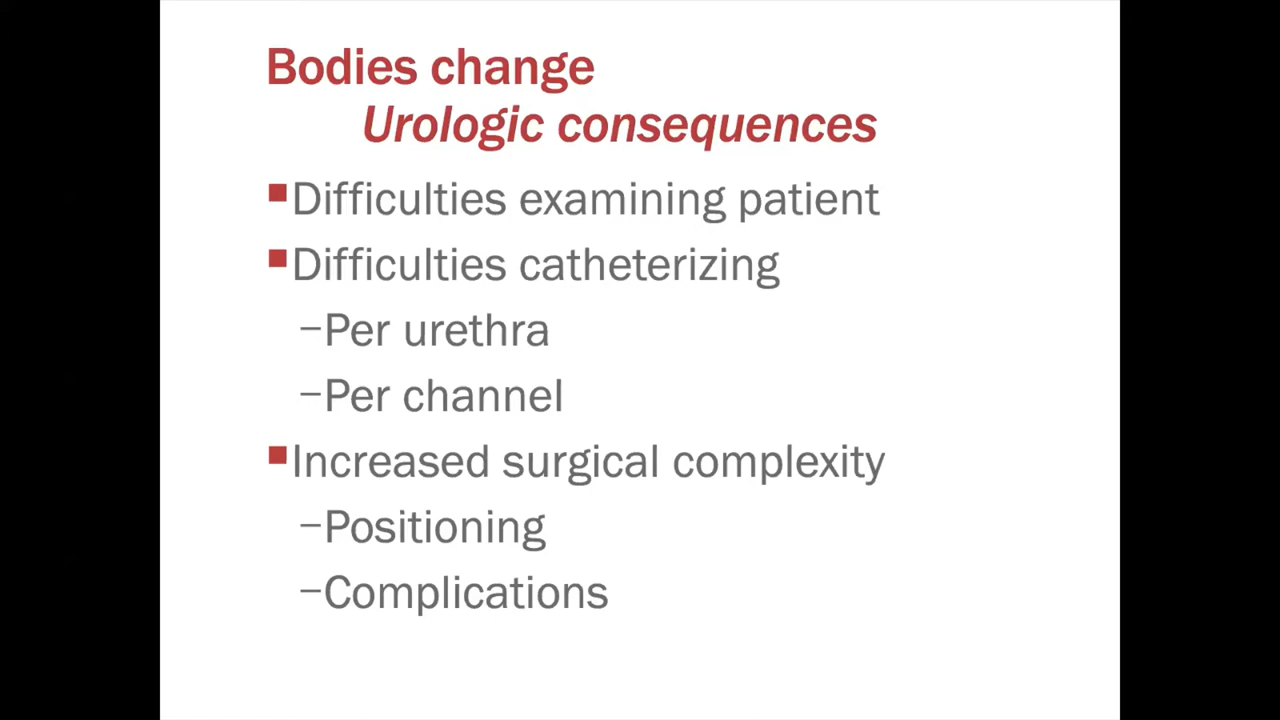 Bodies change
Urologic consequences
▪Difficulties examining patient
▪Difficulties catheterizing
–Per urethra
–Per channel
▪Increased surgical complexity
–Positioning
–Complications